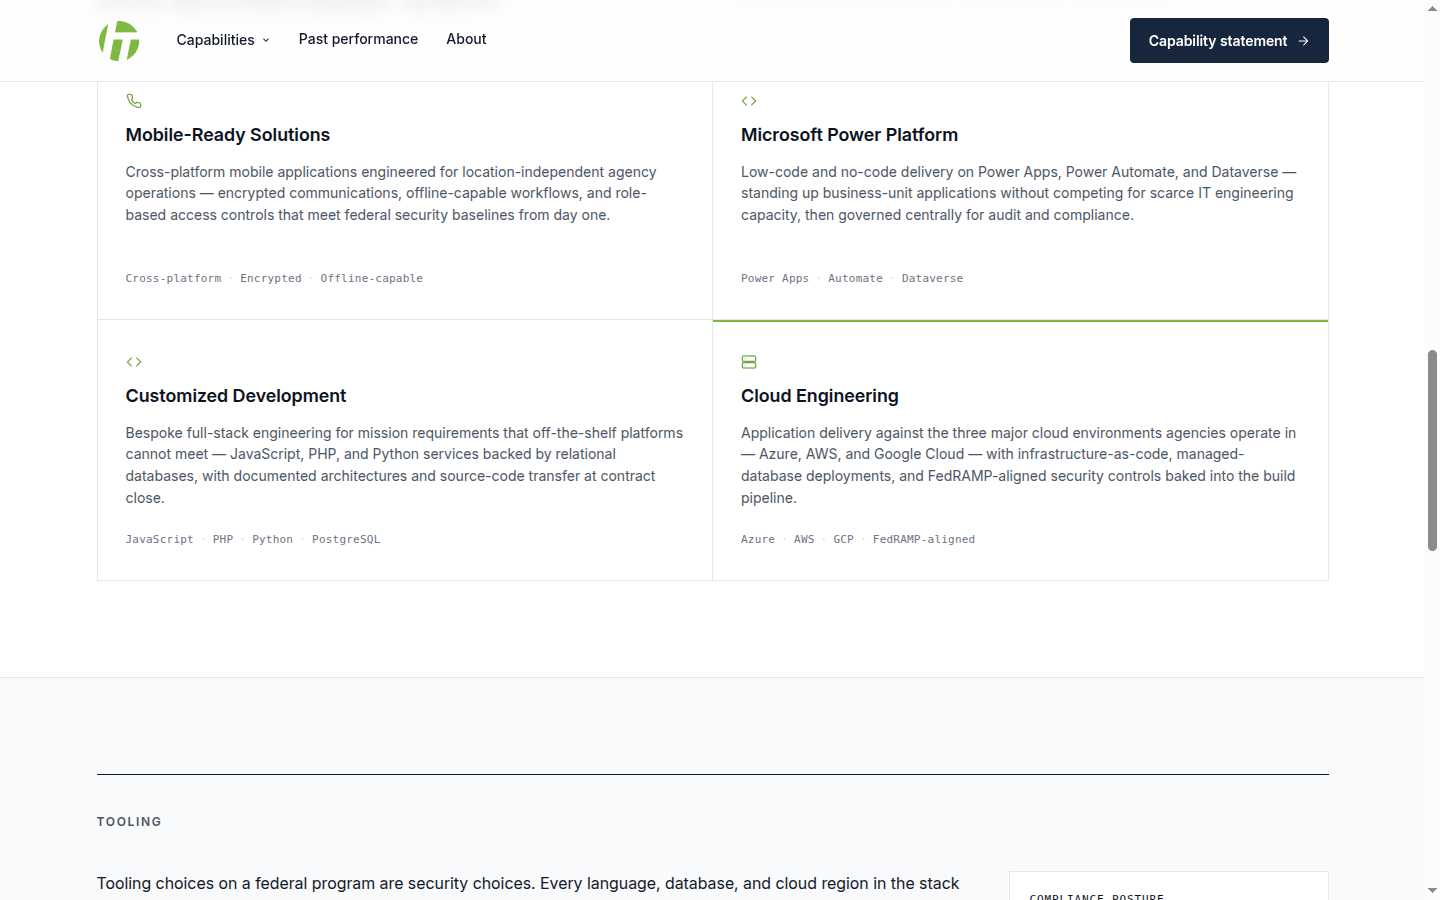 Capabilities
Past performance
About
Capability statement
Mobile-Ready Solutions
Cross-platform mobile applications engineered for location-independent agency
operations — encrypted communications, offline-capable workflows, and role-
based access controls that meet federal security baselines from day one.
Cross-platform · Encrypted · Offline-capable
Microsoft Power Platform
Low-code and no-code delivery on Power Apps, Power Automate, and Dataverse —
standing up business-unit applications without competing for scarce IT engineering
capacity, then governed centrally for audit and compliance.
Power Apps · Automate · Dataverse
Customized Development
Bespoke full-stack engineering for mission requirements that off-the-shelf platforms
cannot meet — JavaScript, PHP, and Python services backed by relational
databases, with documented architectures and source-code transfer at contract
close.
JavaScript · PHP · Python · PostgreSQL
Cloud Engineering
Application delivery against the three major cloud environments agencies operate in
— Azure, AWS, and Google Cloud — with infrastructure-as-code, managed-
database deployments, and FedRAMP-aligned security controls baked into the build
pipeline.
Azure · AWS · GCP · FedRAMP-aligned
TOOLING
Tooling choices on a federal program are security choices. Every language, database, and cloud region in the stack
COMPLIANCE POSTURE